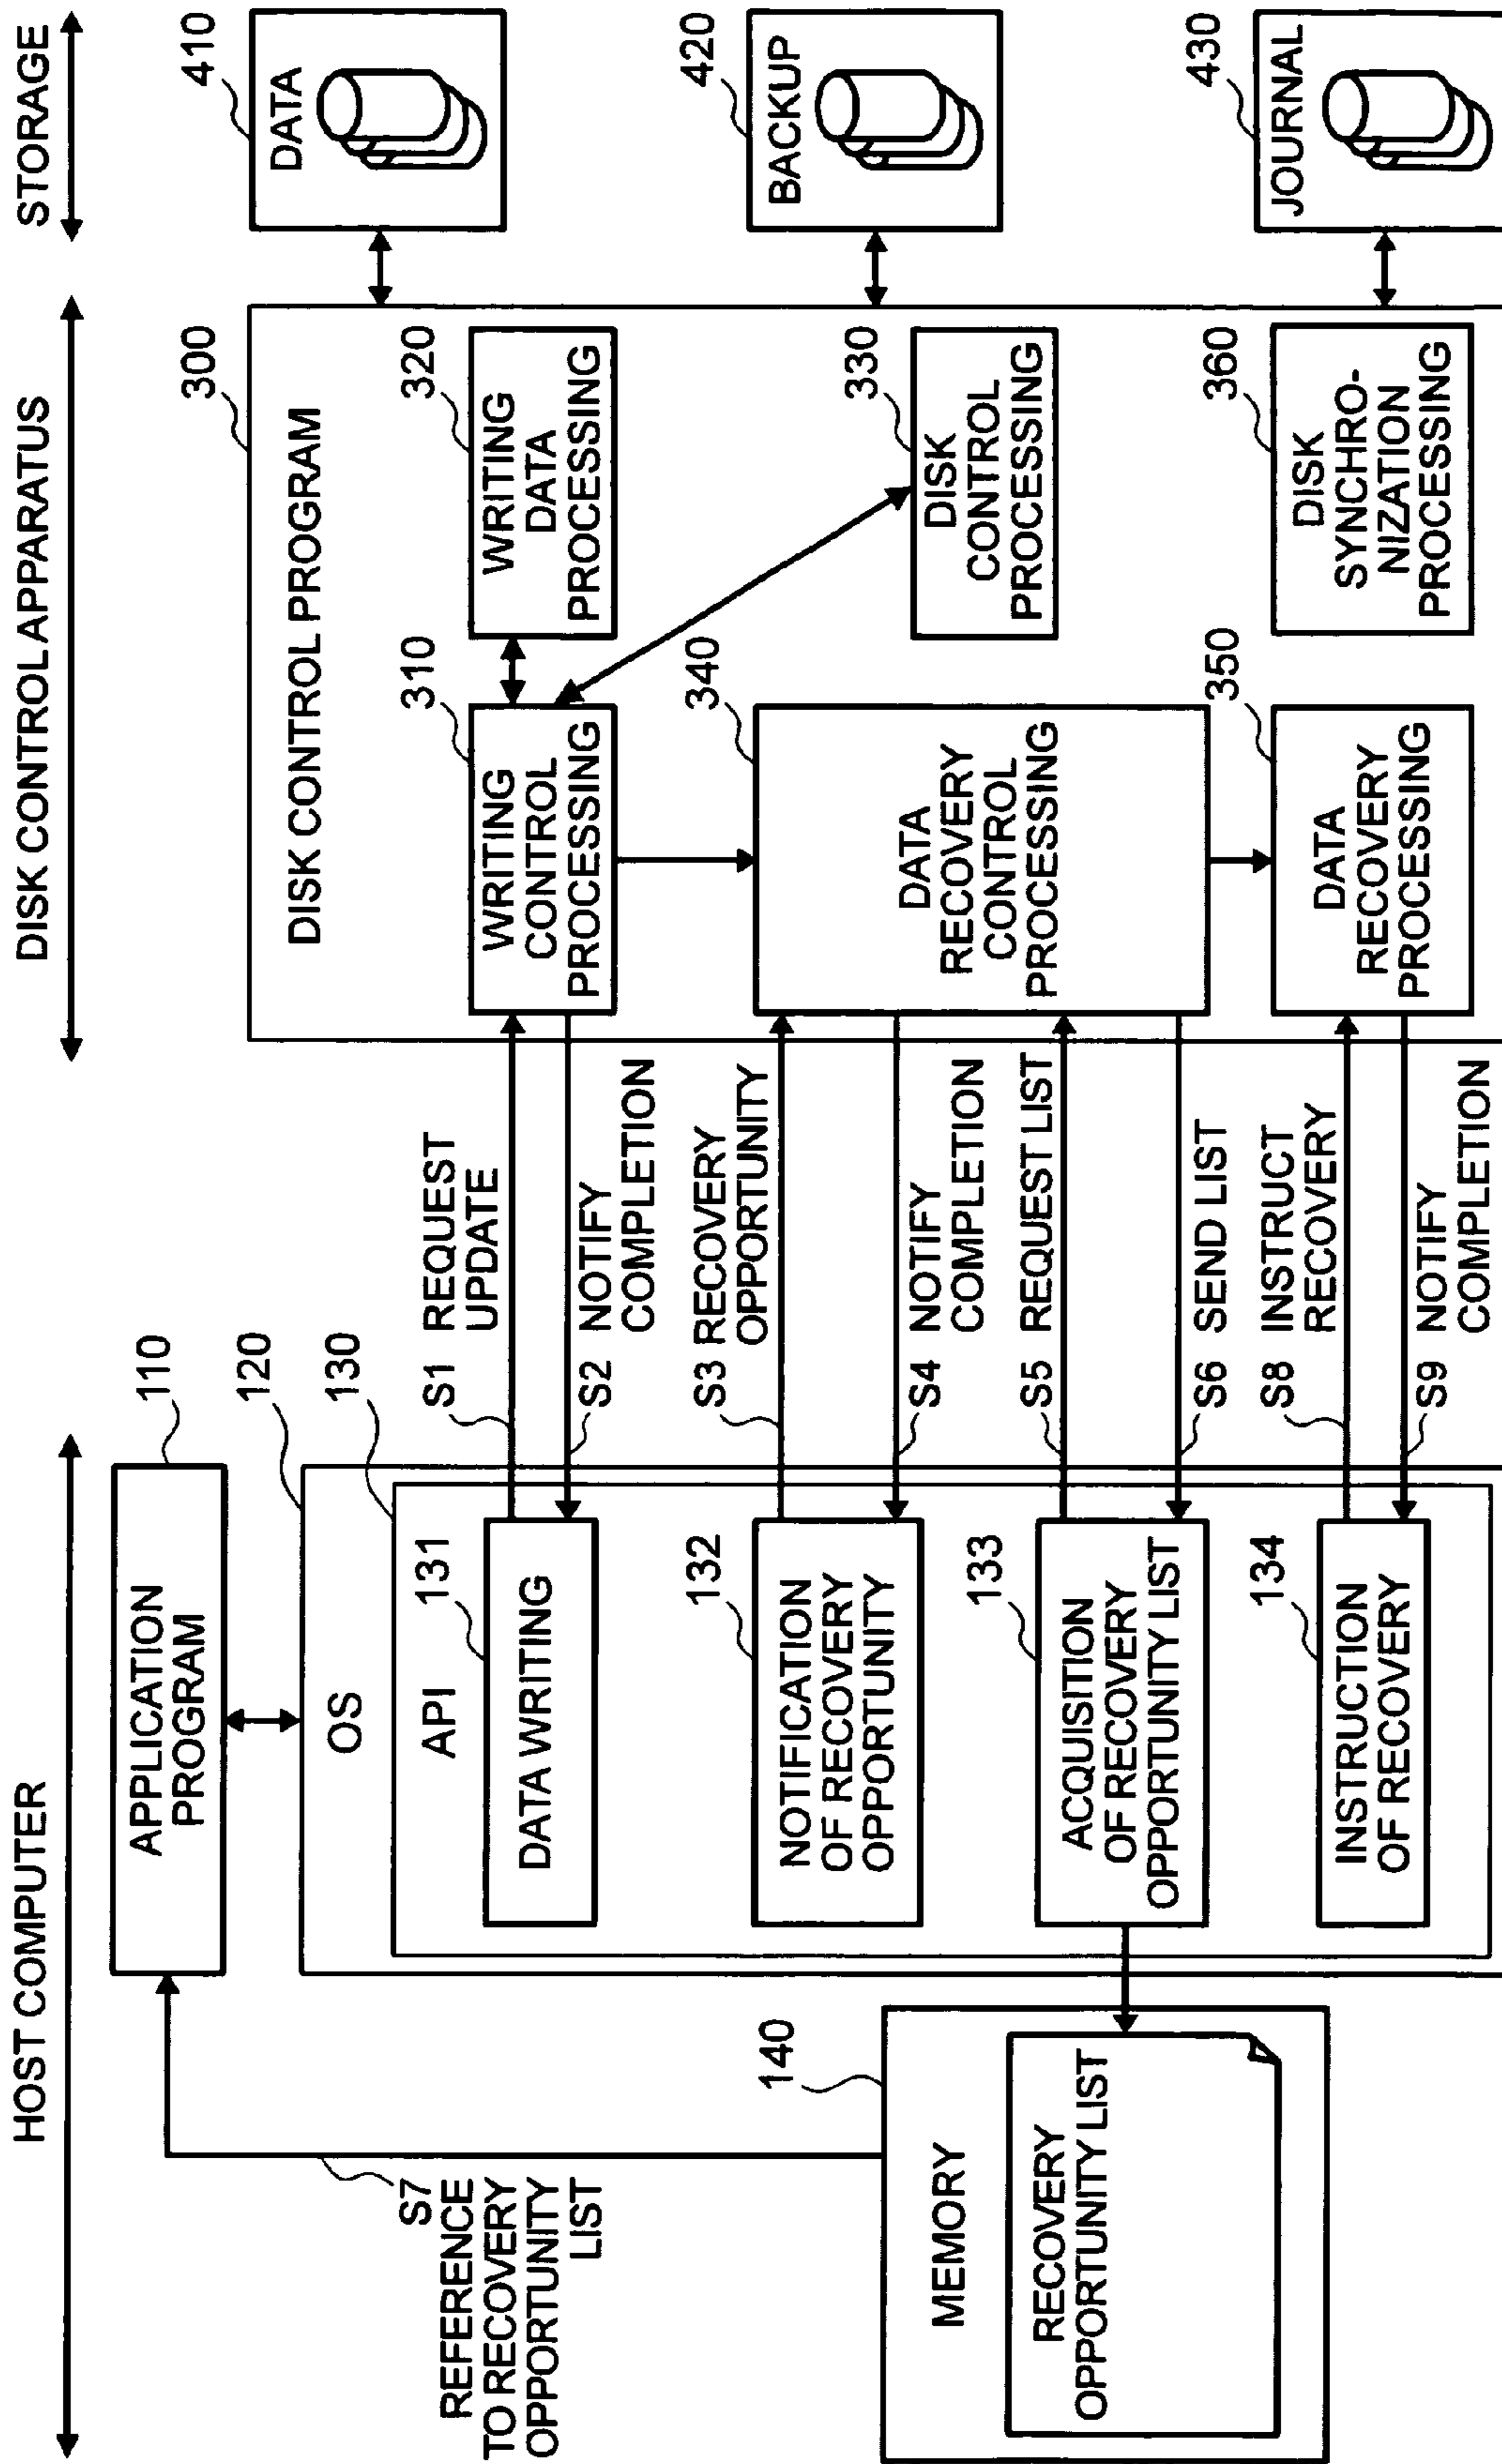 HOST COMPUTER
DISK CONTROL APPARATUS
STORAGE
S7
REFERENCE
TO RECOVERY
OPPORTUNITY
LIST
APPLICATION
PROGRAM
110
120
OS
130
API
131
DATA WRITING
132
NOTIFICATION
OF RECOVERY
OPPORTUNITY
133
ACQUISITION
OF RECOVERY
OPPORTUNITY LIST
134
INSTRUCTION
OF RECOVERY
140
MEMORY
RECOVERY
OPPORTUNITY LIST
S1 REQUEST
UPDATE
S2 NOTIFY
COMPLETION
S3 RECOVERY
OPPORTUNITY
S4 NOTIFY
COMPLETION
S5 REQUEST LIST
S6 SEND LIST
S8 INSTRUCT
RECOVERY
S9 NOTIFY
COMPLETION
300
DISK CONTROL PROGRAM
310
WRITING
CONTROL
PROCESSING
320
WRITING
DATA
PROCESSING
340
DATA
RECOVERY
CONTROL
PROCESSING
330
DISK
CONTROL
PROCESSING
350
DATA
RECOVERY
PROCESSING
360
DISK
SYNCHRO-
NIZATION
PROCESSING
410
DATA
420
BACKUP
430
JOURNAL